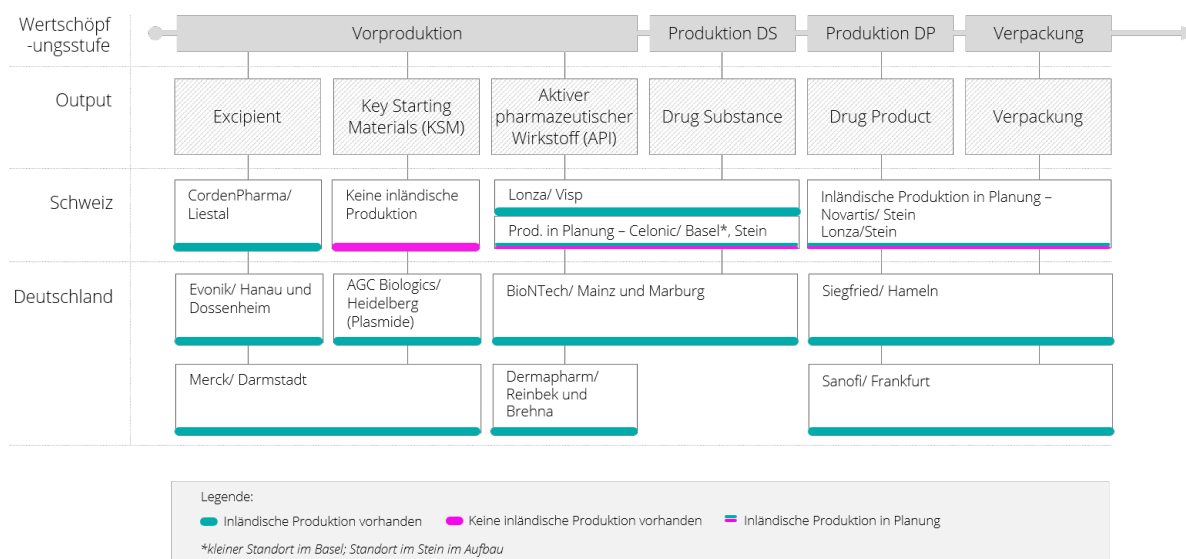 Wertschöpf
-ungsstufe
Vorproduktion
Produktion DS
Produktion DP
Verpackung
Output
Excipient
Key Starting
Materials (KSM)
Aktiver
pharmazeutischer
Wirkstoff (API)
Drug Substance
Drug Product
Verpackung
Schweiz
CordenPharma/
Liestal
Keine inländische
Produktion
Lonza/ Visp
Prod. in Planung – Celonic/ Basel*, Stein
Inländische Produktion in Planung –
Novartis/ Stein
Lonza/Stein
Deutschland
Evonik/ Hanau und
Dossenheim
AGC Biologics/
Heidelberg
(Plasmide)
BioNTech/ Mainz und Marburg
Siegfried/ Hameln
Merck/ Darmstadt
Dermapharm/
Reinbek und
Brehna
Sanofi/ Frankfurt
Legende:
Inländische Produktion vorhanden
Keine inländische Produktion vorhanden
Inländische Produktion in Planung
*kleiner Standort im Basel; Standort im Stein im Aufbau